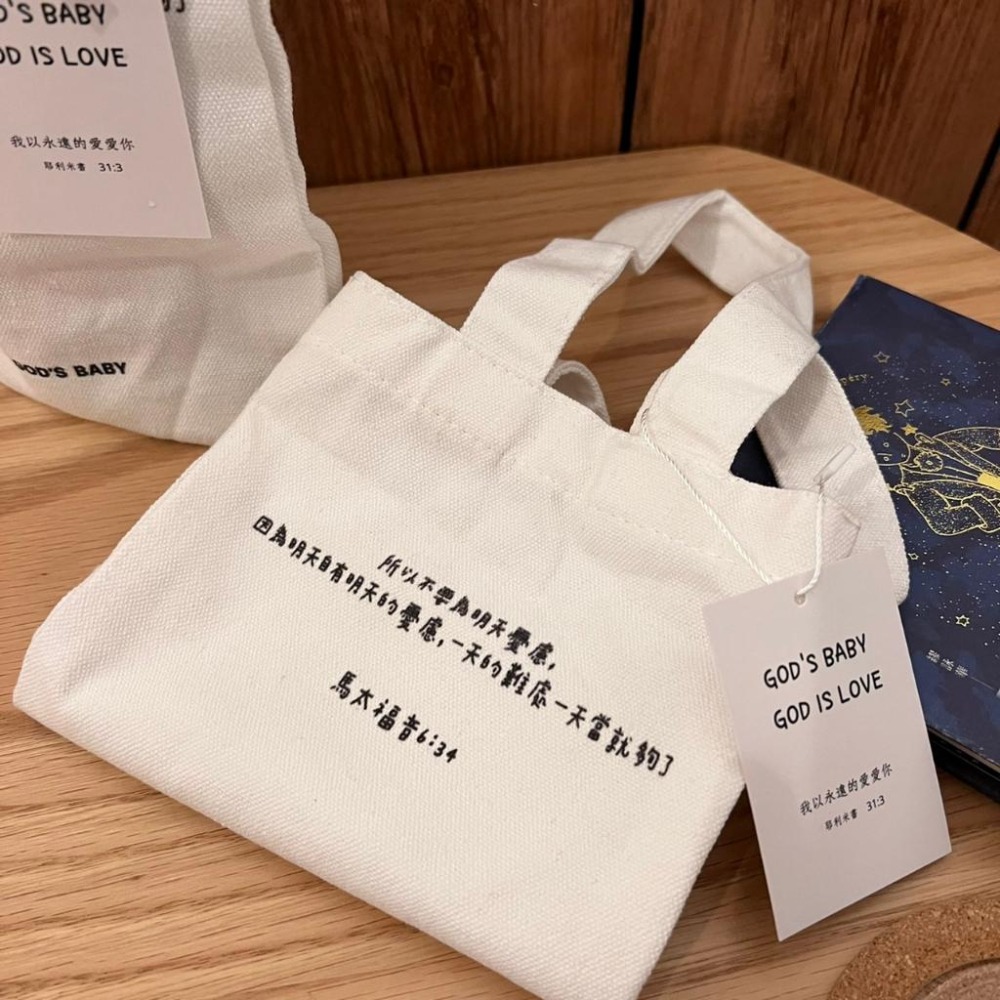 GOD'S BABY
GOD IS LOVE
我以永遠的愛愛你
耶利米書 31:3
GOD'S BABY
所以不要為明天憂慮,
因為明天自有明天的憂慮,一天的難處一天當就夠了
馬太福音6:34
GOD'S BABY
GOD IS LOVE
我以永遠的愛愛你
耶利米書 31:3